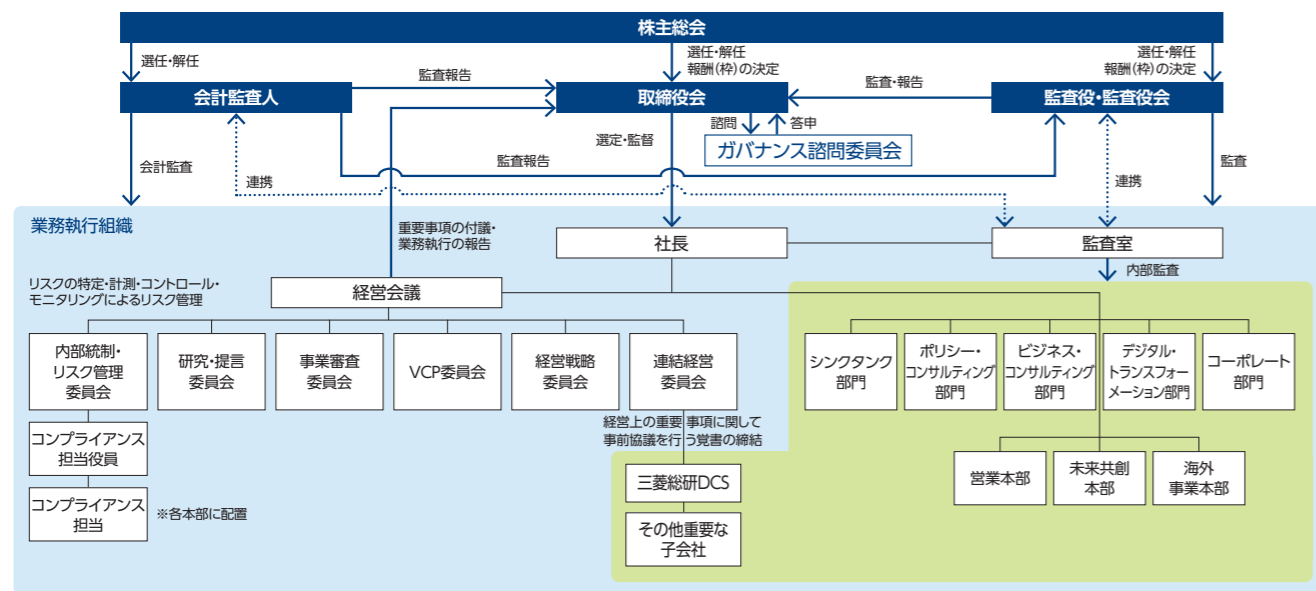 株主総会
選任・解任
選任・解任
報酬(枠)の決定
選任・解任
報酬(枠)の決定
監査報告
監査・報告
会計監査人
取締役会
監査役・監査役会
諮問
答申
選定・監督
ガバナンス諮問委員会
監査報告
会計監査
連携
連携
監査
業務執行組織
重要事項の付議・
業務執行の報告
社長
監査室
内部監査
リスクの特定・計測・コントロール・
モニタリングによるリスク管理
経営会議
内部統制・
リスク管理
委員会
研究・提言
委員会
事業審査
委員会
VCP委員会
経営戦略
委員会
連結経営
委員会
シンクタンク
部門
ポリシー・
コンサルティング
部門
ビジネス・
コンサルティング
部門
デジタル・
トランスフォー
メーション部門
コーポレート
部門
経営上の重要事項に関して
事前協議を行う覚書の締結
コンプライアンス
担当役員
コンプライアンス
担当
※各本部に配置
三菱総研DCS
その他重要な
子会社
営業本部
未来共創
本部
海外
事業本部